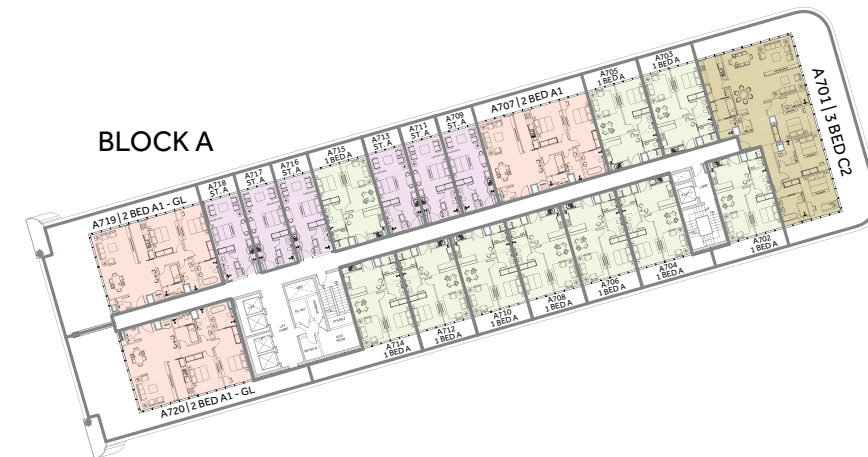 BLOCK A
A719 | 2 BED A1 - GL
A718
ST. A
A717
ST. A
A716
ST. A
A715
1 BED A
A713
ST. A
A711
ST. A
A709
ST. A
A707 | 2 BED A1
A705
1 BED A
A703
1 BED A
A701 | 3 BED C2
A702
1 BED A
A704
1 BED A
A706
1 BED A
A708
1 BED A
A710
1 BED A
A712
1 BED A
A714
1 BED A
A720 | 2 BED A1 - GL